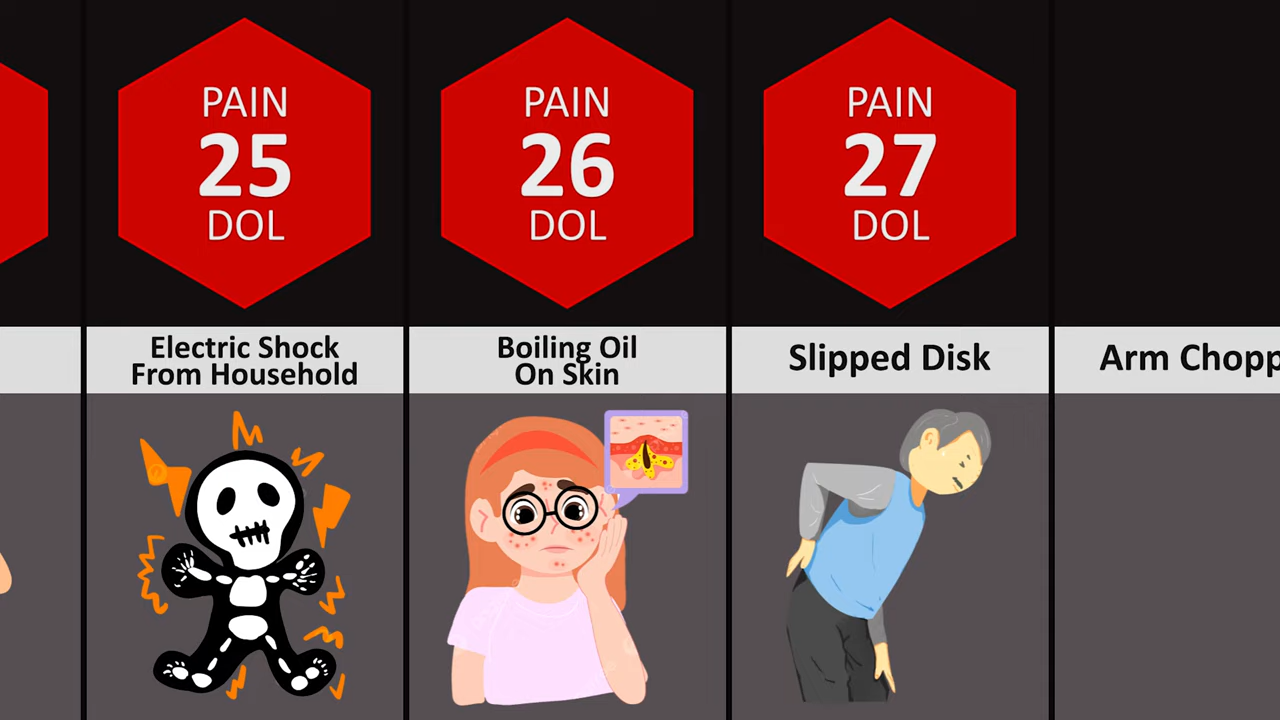 PAIN
25
DOL
PAIN
26
DOL
PAIN
27
DOL
Electric Shock
From Household
Boiling Oil
On Skin
Slipped Disk
Arm